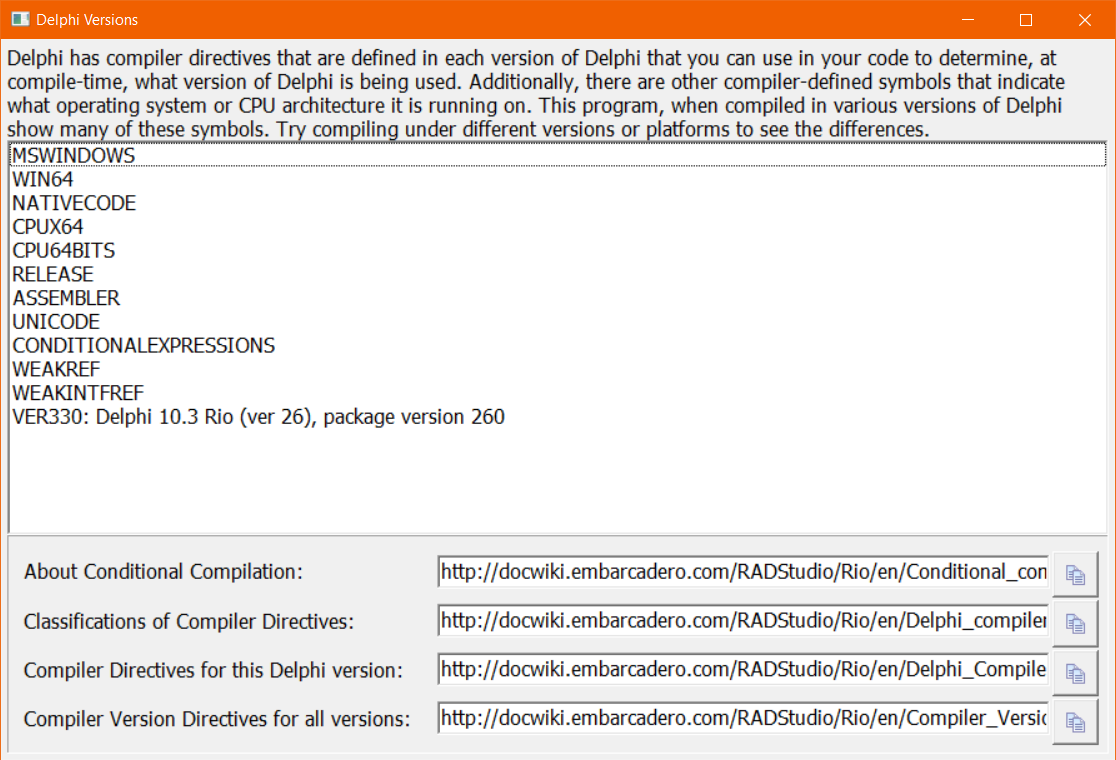 Delphi Versions
Delphi has compiler directives that are defined in each version of Delphi that you can use in your code to determine, at
compile-time, what version of Delphi is being used. Additionally, there are other compiler-defined symbols that indicate
what operating system or CPU architecture it is running on. This program, when compiled in various versions of Delphi
show many of these symbols. Try compiling under different versions or platforms to see the differences.
MSWINDOWS
WIN64
NATIVECODE
CPUX64
CPU64BITS
RELEASE
ASSEMBLER
UNICODE
CONDITIONALEXPRESSIONS
WEAKREF
WEAKINTFREF
VER330: Delphi 10.3 Rio (ver 26), package version 260
About Conditional Compilation: http://docwiki.embarcadero.com/RADStudio/Rio/en/Conditional_con
Classifications of Compiler Directives: http://docwiki.embarcadero.com/RADStudio/Rio/en/Delphi_compiler
Compiler Directives for this Delphi version: http://docwiki.embarcadero.com/RADStudio/Rio/en/Delphi_Compile
Compiler Version Directives for all versions: http://docwiki.embarcadero.com/RADStudio/Rio/en/Compiler_Versio